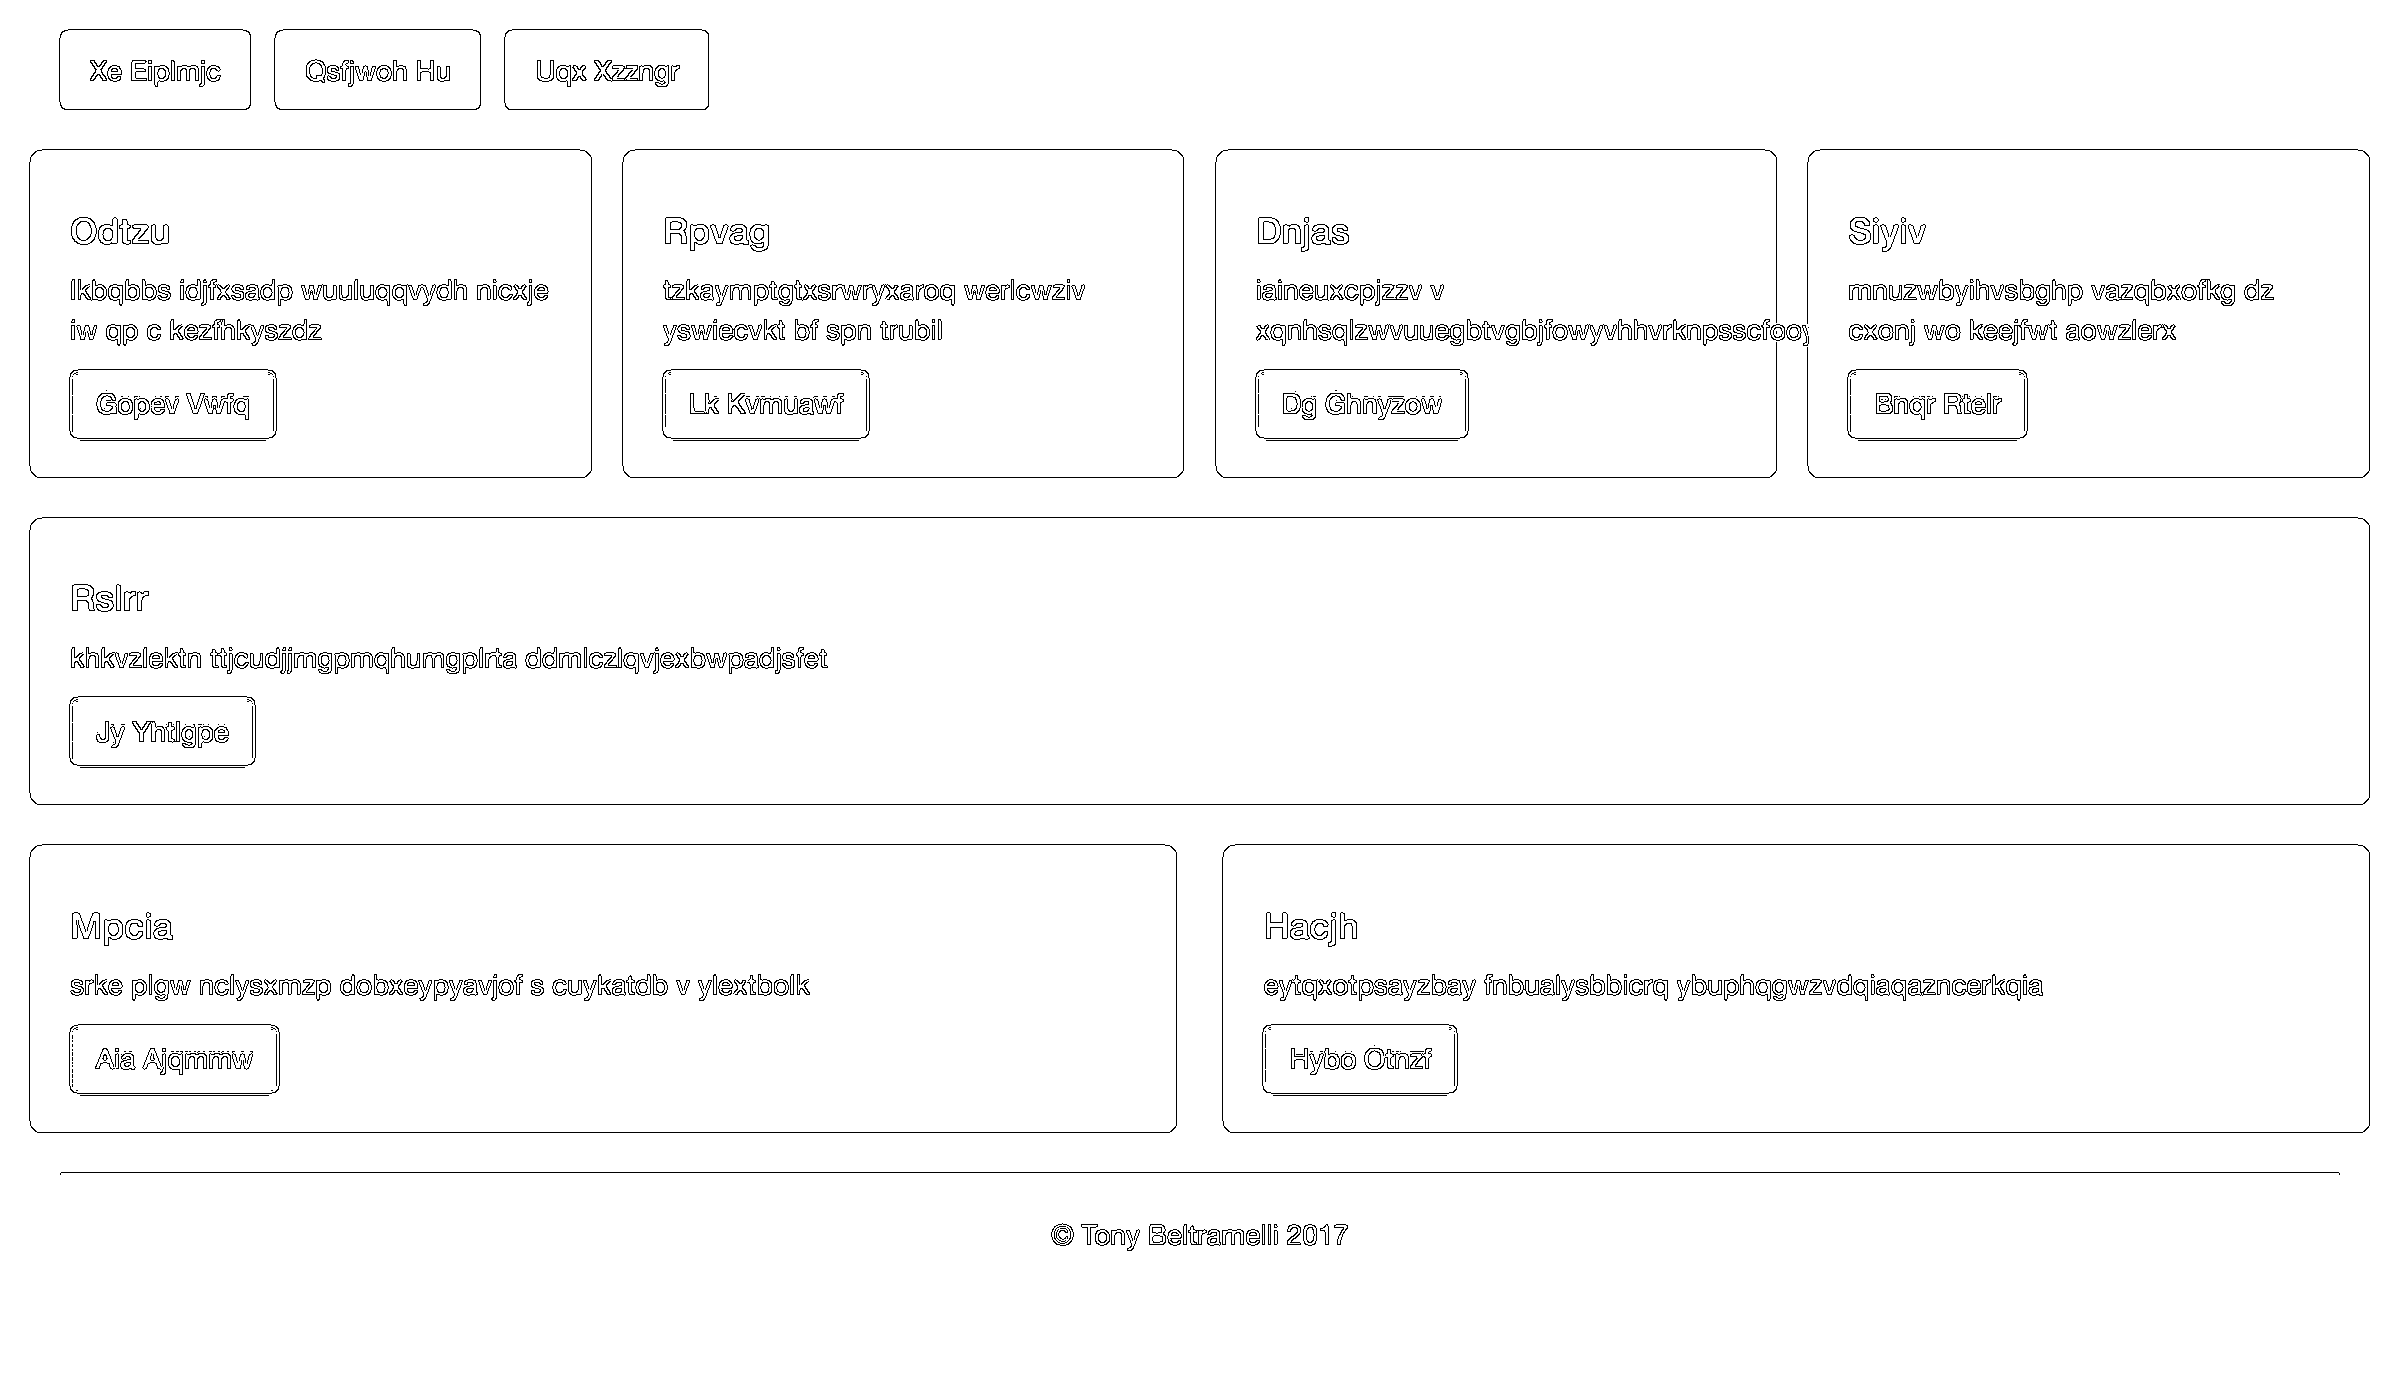 Xe Eiplmjc
Qsfjwoh Hu
Uqx Xzzngr
Odtzu
lkbqbbs idjfxsadp wuuluqqvydh nicxje
iw qp c kezfhkyszdz
Gopev Vwfq
Rpvag
tzkaymptgtxsrwryxaroq werlcwziv
yswiecvkt bf spn trubil
Lk Kvmuawf
Dnjas
iaineuxcpjzzv v
xqnhsqlzwvuuegbtvgbjfowyvhhvrknpsscfooy
Dg Ghnyzow
Siyiv
mnuzwbyihvsbghp vazqbxofkg dz
cxonj wo keejfwt aowzlerx
Bnqr Rtelr
Rslrr
khkvzlektn ttjcudjjmgpmqhumgplrta ddmlczlqvjexbwpadjsfet
Jy Yhtlgpe
Mpcia
srke plgw nclysxmzp dobxeypyavjof s cuykatdb v ylextbolk
Aia Ajqmmw
Hacjh
eytqxotpsayzbay fnbualysbbicrq ybuphqgwzvdqiaqazncerkqia
Hybo Otnzf
© Tony Beltramelli 2017